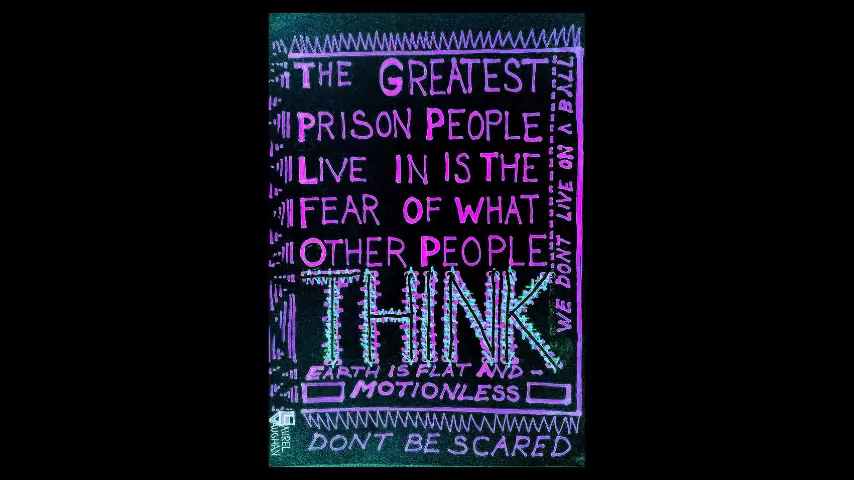 THE GREATEST
PRISON PEOPLE
LIVE IN IS THE
FEAR OF WHAT
OTHER PEOPLE
THINK
EARTH IS FLAT AND -
MOTIONLESS
DONT BE SCARED
WE DONT LIVE ON A BALL
LAUREL